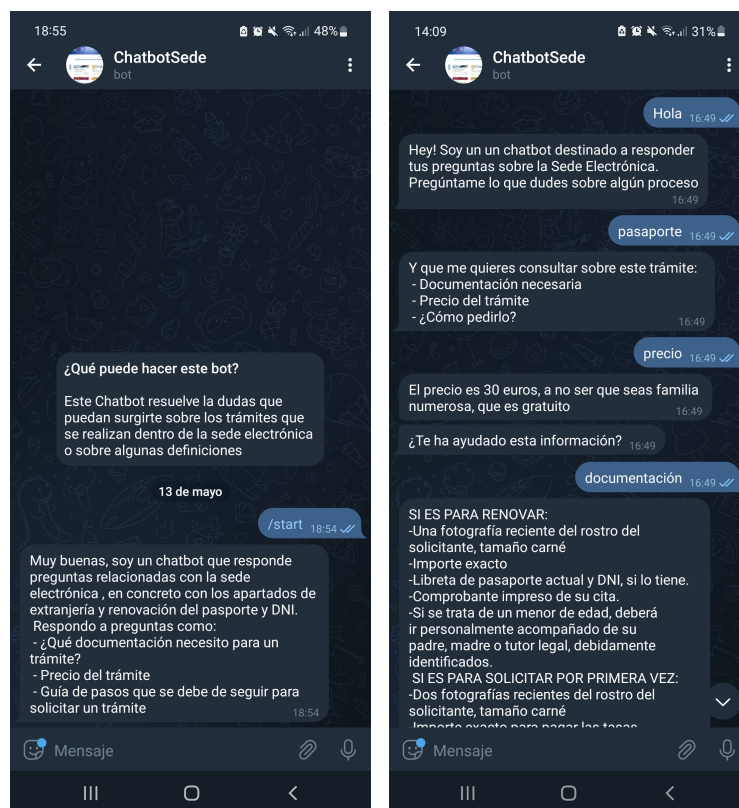 18:55
48%
ChatbotSede
bot
¿Qué puede hacer este bot?
Este Chatbot resuelve la dudas que
puedan surgirte sobre los trámites que
se realizan dentro de la sede electrónica
o sobre algunas definiciones
13 de mayo
/start 18:54
Muy buenas, soy un chatbot que responde
preguntas relacionadas con la sede
electrónica , en concreto con los apartados de
extranjería y renovación del pasporte y DNI.
Respondo a preguntas como:
- ¿Qué documentación necesito para un
trámite?
- Precio del trámite
- Guía de pasos que se debe de seguir para
solicitar un trámite
18:54
Mensaje
14:09
31%
ChatbotSede
bot
Hola 16:49
Hey! Soy un un chatbot destinado a responder
tus preguntas sobre la Sede Electrónica.
Pregúntame lo que dudes sobre algún proceso
16:49
pasaporte 16:49
Y que me quieres consultar sobre este trámite:
- Documentación necesaria
- Precio del trámite
- ¿Cómo pedirlo?
16:49
precio 16:49
El precio es 30 euros, a no ser que seas familia
numerosa, que es gratuito
16:49
¿Te ha ayudado esta información? 16:49
documentación 16:49
SI ES PARA RENOVAR:
-Una fotografía reciente del rostro del
solicitante, tamaño carné
-Importe exacto
-Libreta de pasaporte actual y DNI, si lo tiene.
-Comprobante impreso de su cita.
-Si se trata de un menor de edad, deberá
ir personalmente acompañado de su
padre, madre o tutor legal, debidamente
identificados.
SI ES PARA SOLICITAR POR PRIMERA VEZ:
-Dos fotografías recientes del rostro del
solicitante, tamaño carné
-Importe exacto para pagar las tasas
Mensaje